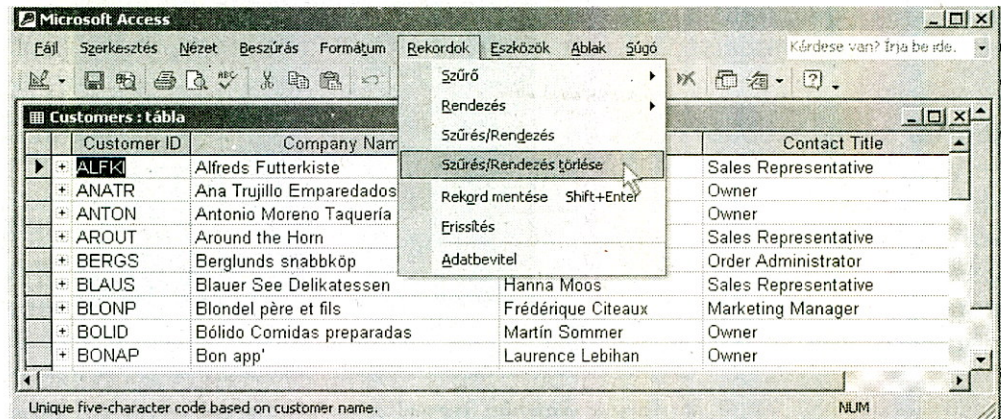 Microsoft Access
Fájl Szerkesztés Nézet Beszúrás Formátum Rekordok Eszközök Ablak Súgó Kérdése van? Írja be ide.
Szűrő
Rendezés
Szűrés/Rendezés
Szűrés/Rendezés törlése
Rekord mentése Shift+Enter
Frissítés
Adatbevitel
Customers : tábla
Customer ID Company Nam Contact Title
ALFKI Alfreds Futterkiste Sales Representative
ANATR Ana Trujillo Emparedados Owner
ANTON Antonio Moreno Taquería Owner
AROUT Around the Horn Sales Representative
BERGS Berglunds snabbköp Order Administrator
BLAUS Blauer See Delikatessen Hanna Moos Sales Representative
BLONP Blondel père et fils Frédérique Citeaux Marketing Manager
BOLID Bólido Comidas preparadas Martín Sommer Owner
BONAP Bon app' Laurence Lebihan Owner
Unique five-character code based on customer name. NUM